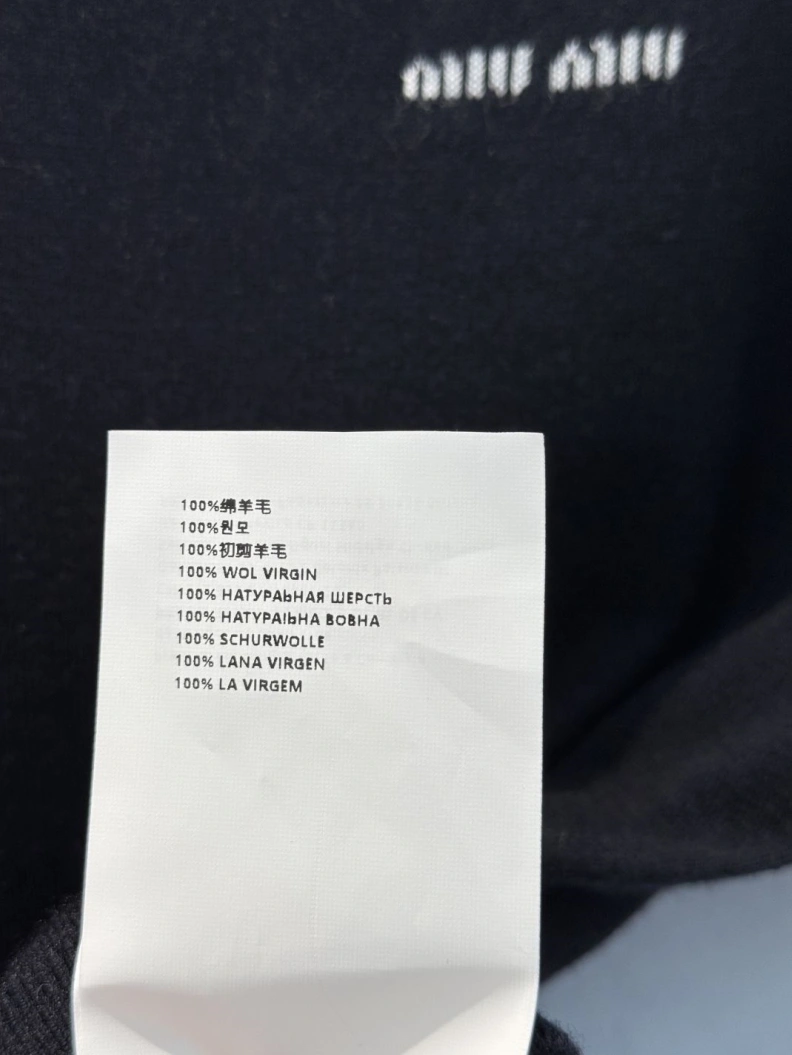 MIU MIU
100%绵羊毛
100%원모
100%初剪羊毛
100% WOL VIRGIN
100% НАТУРАЬНАЯ ШЕРСТЬ
100% НАТУРАІЬНА ВОВНА
100% SCHURWOLLE
100% LANA VIRGEN
100% LA VIRGEM